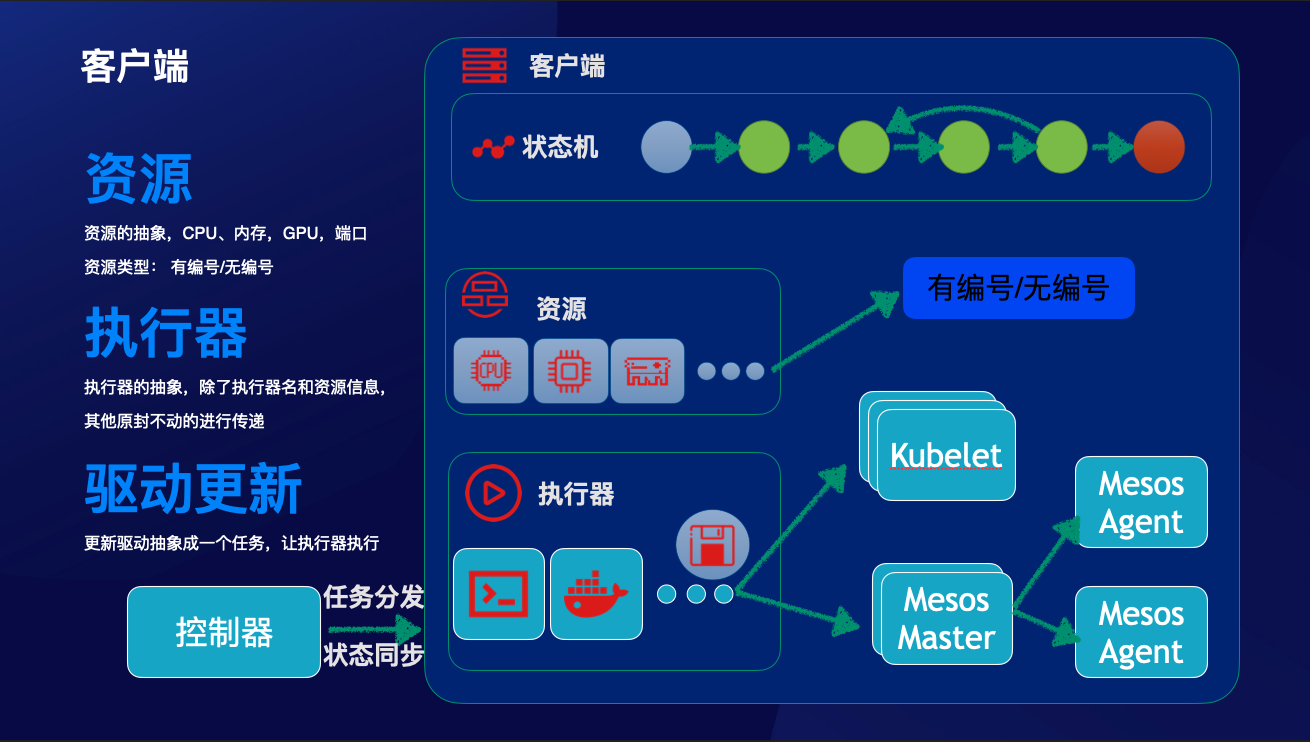 客户端
资源
资源的抽象，CPU、内存，GPU，端口
资源类型： 有编号/无编号
执行器
执行器的抽象，除了执行器名和资源信息，
其他原封不动的进行传递
驱动更新
更新驱动抽象成一个任务，让执行器执行
控制器
任务分发
状态同步
客户端
状态机
资源
CPU
有编号/无编号
执行器
Kubelet
Mesos
Master
Mesos
Agent
Mesos
Agent